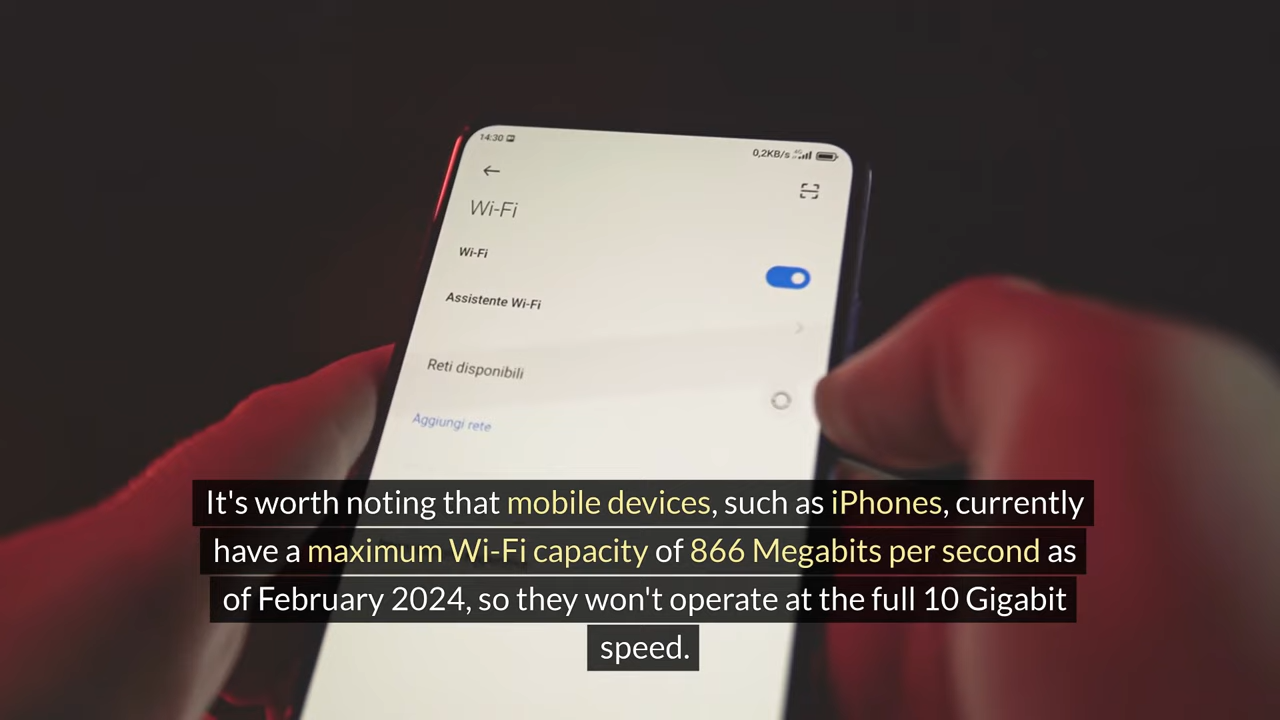 14:30
0,2KB/s
Wi-Fi
Wi-Fi
Assistente Wi-Fi
Reti disponibili
Aggiungi rete
It's worth noting that mobile devices, such as iPhones, currently
have a maximum Wi-Fi capacity of 866 Megabits per second as
of February 2024, so they won't operate at the full 10 Gigabit
speed.